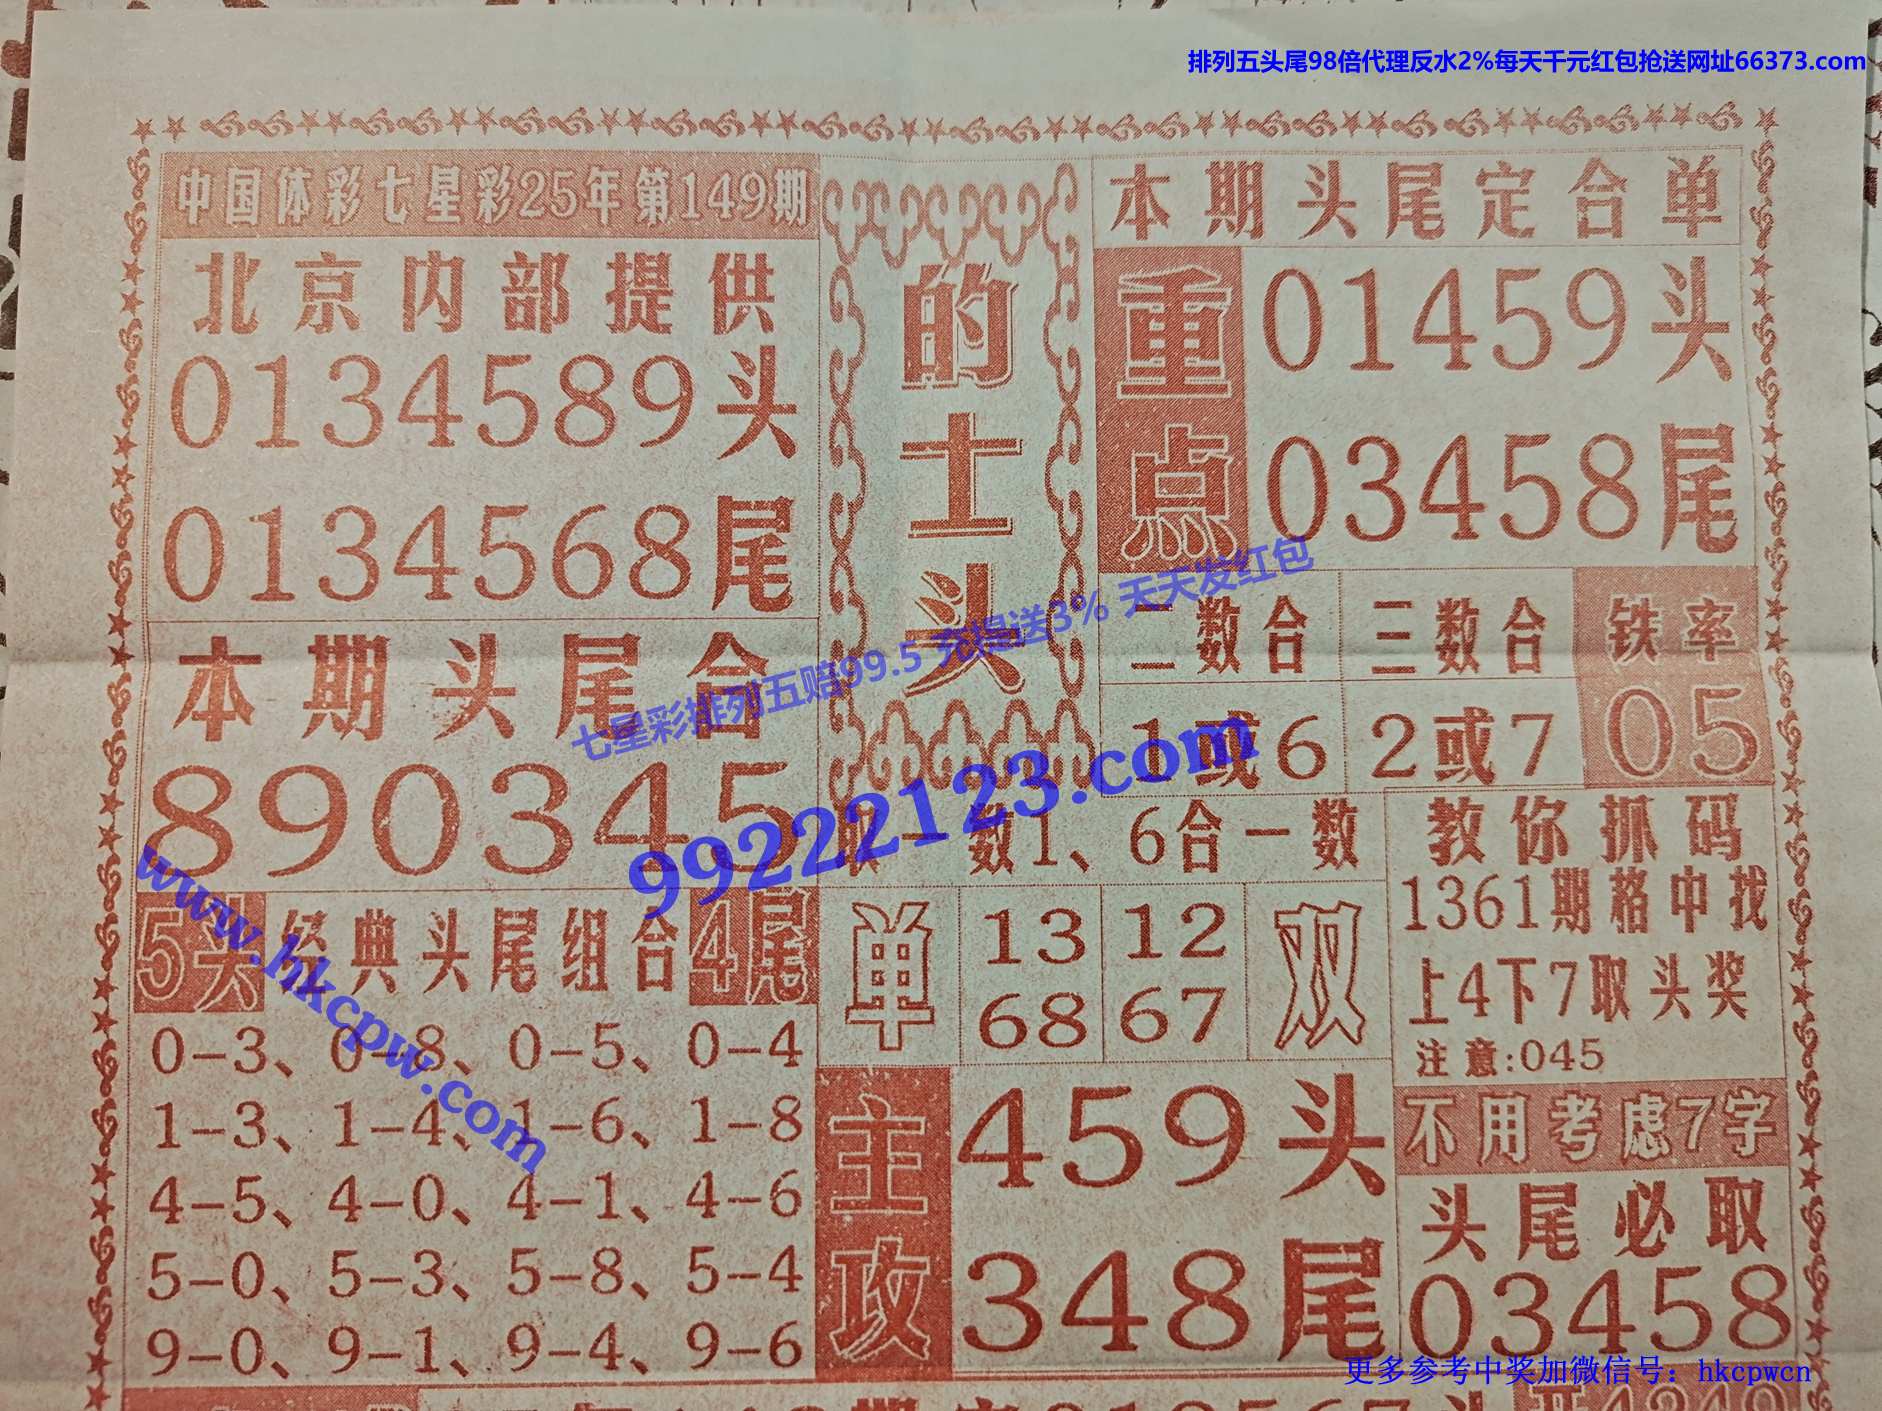 排列五头尾98倍代理反水2%每天千元红包抢送网址66373.com
中国体彩七星彩25年第149期
北京内部提供
0134589头
0134568尾
本期头尾合
890345
5头 经典头尾组合 4尾
0-3、0-8、0-5、0-4
1-3、1-4、1-6、1-8
4-5、4-0、4-1、4-6
5-0、5-3、5-8、5-4
9-0、9-1、9-4、9-6
的士头
本期头尾定合单
重点
01459头
03458尾
二数合 三数合 铁率
1或6 2或7 05
取一数1、6合一数
单 13 12 双
68 67
主攻
459头
348尾
教你抓码
1361期格中找
上4下7取头奖
注意:045
不用考虑7字
头尾必取
03458
七星彩排列五赔99.5 充提送3% 天天发红包
99222123.com
www.hkcpw.com
更多参考中奖加微信号：hkcpwcn